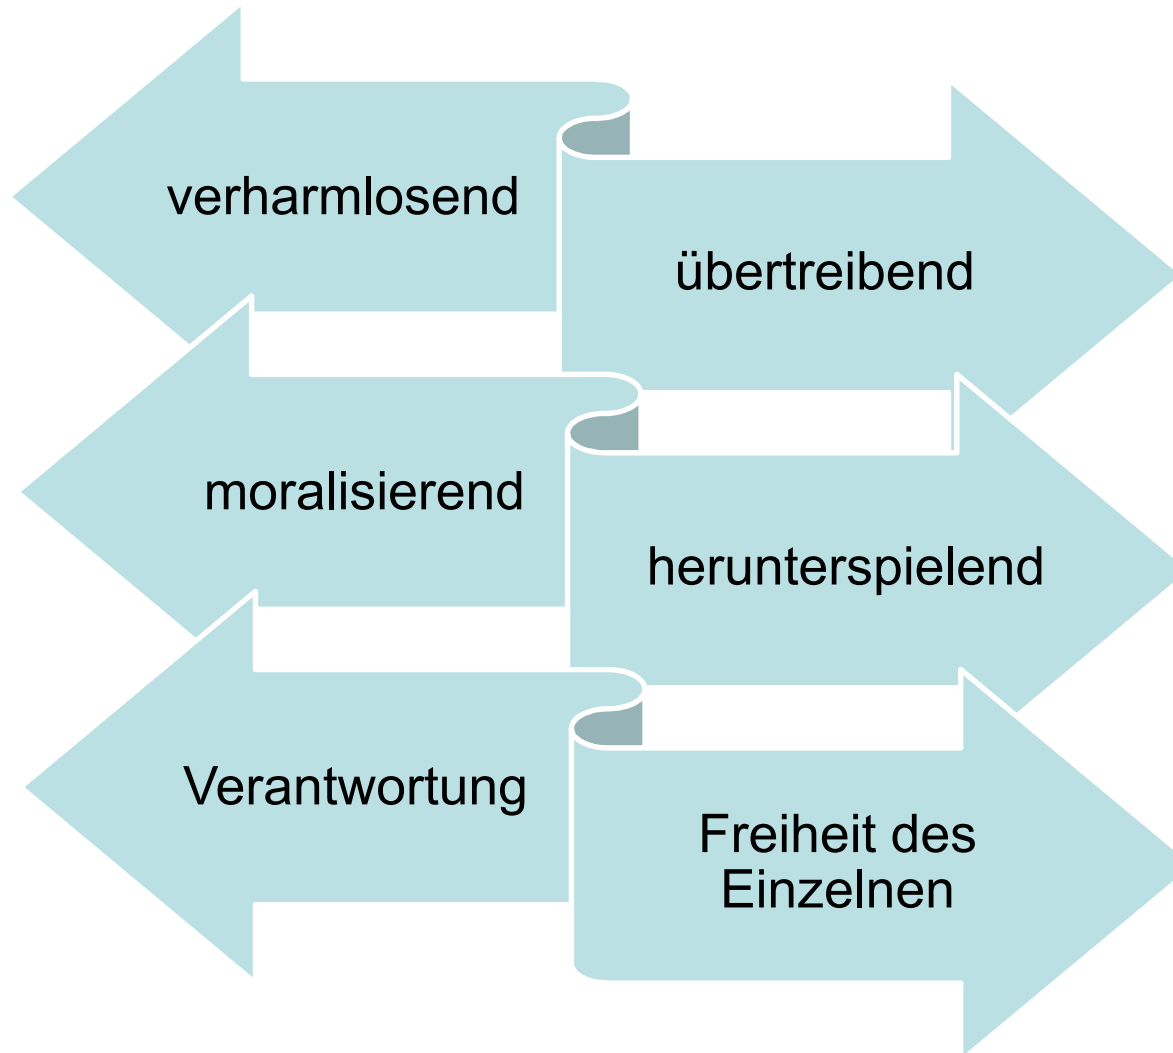 verharmlosend
übertreibend
moralisierend
herunterspielend
Verantwortung
Freiheit des
Einzelnen